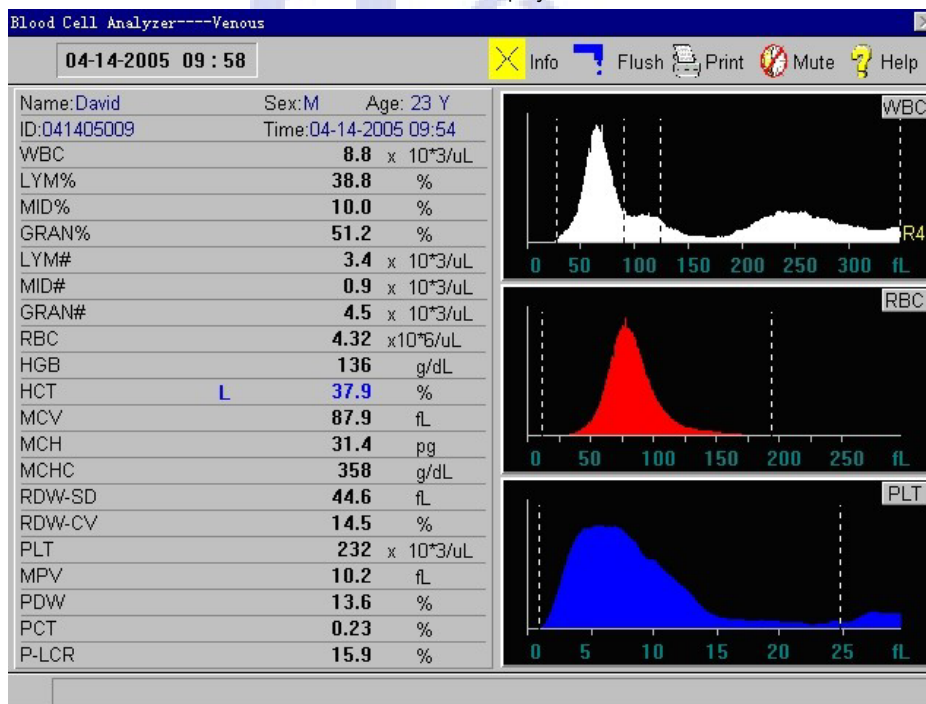 Blood Cell Analyzer----Venous
04-14-2005 09 : 58
Info Flush Print Mute Help
Name:David Sex:M Age: 23 Y
ID:041405009 Time:04-14-2005 09:54
WBC 8.8 x 10*3/uL
LYM% 38.8 %
MID% 10.0 %
GRAN% 51.2 %
LYM# 3.4 x 10*3/uL
MID# 0.9 x 10*3/uL
GRAN# 4.5 x 10*3/uL
RBC 4.32 x10*6/uL
HGB 136 g/dL
HCT L 37.9 %
MCV 87.9 fL
MCH 31.4 pg
MCHC 358 g/dL
RDW-SD 44.6 fL
RDW-CV 14.5 %
PLT 232 x 10*3/uL
MPV 10.2 fL
PDW 13.6 %
PCT 0.23 %
P-LCR 15.9 %
WBC
R4
0 50 100 150 200 250 300 fL
RBC
0 50 100 150 200 250 fL
PLT
0 5 10 15 20 25 fL